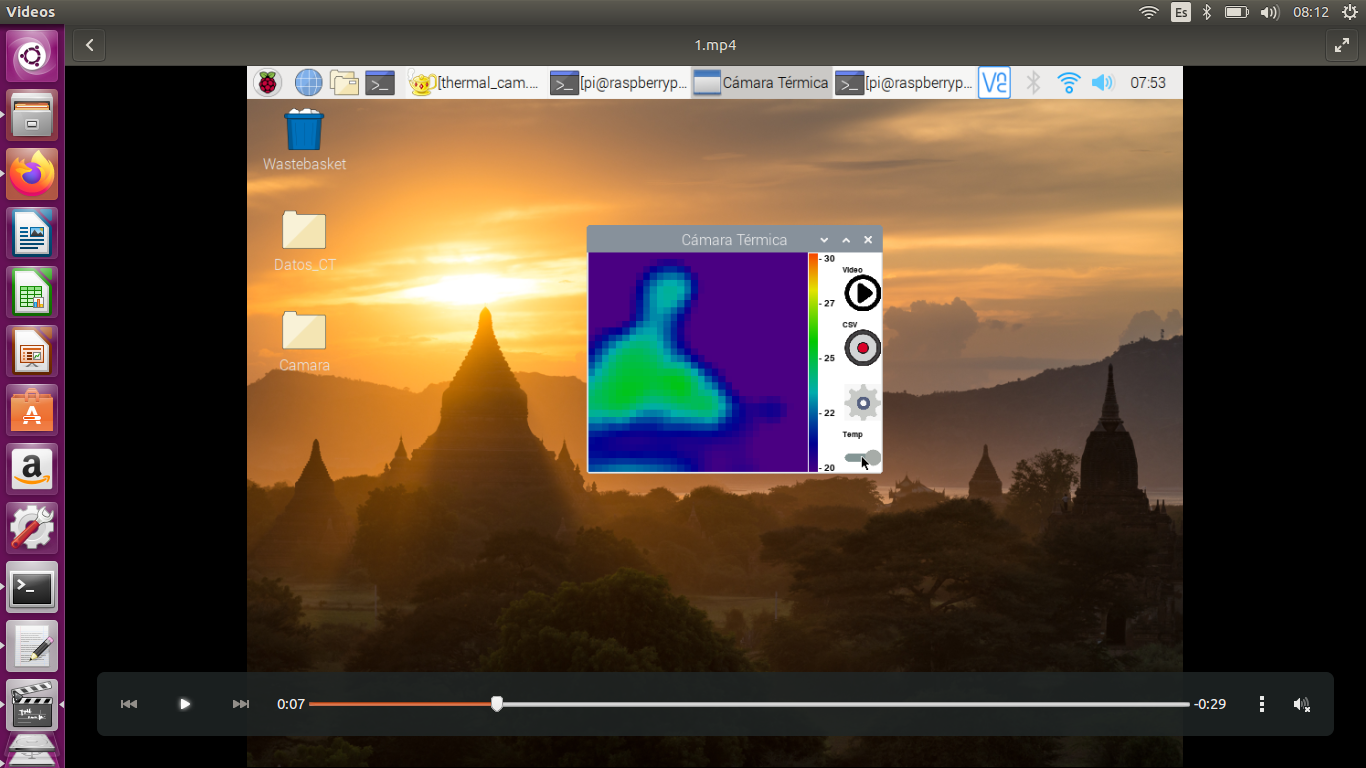 Videos
Es
08:12
1.mp4
[thermal_cam....
[pi@raspberryp...
Cámara Térmica
[pi@raspberryp...
07:53
Wastebasket
Datos_CT
Camara
Cámara Térmica
30
27
25
22
20
Video
CSV
Temp
0:07
-0:29